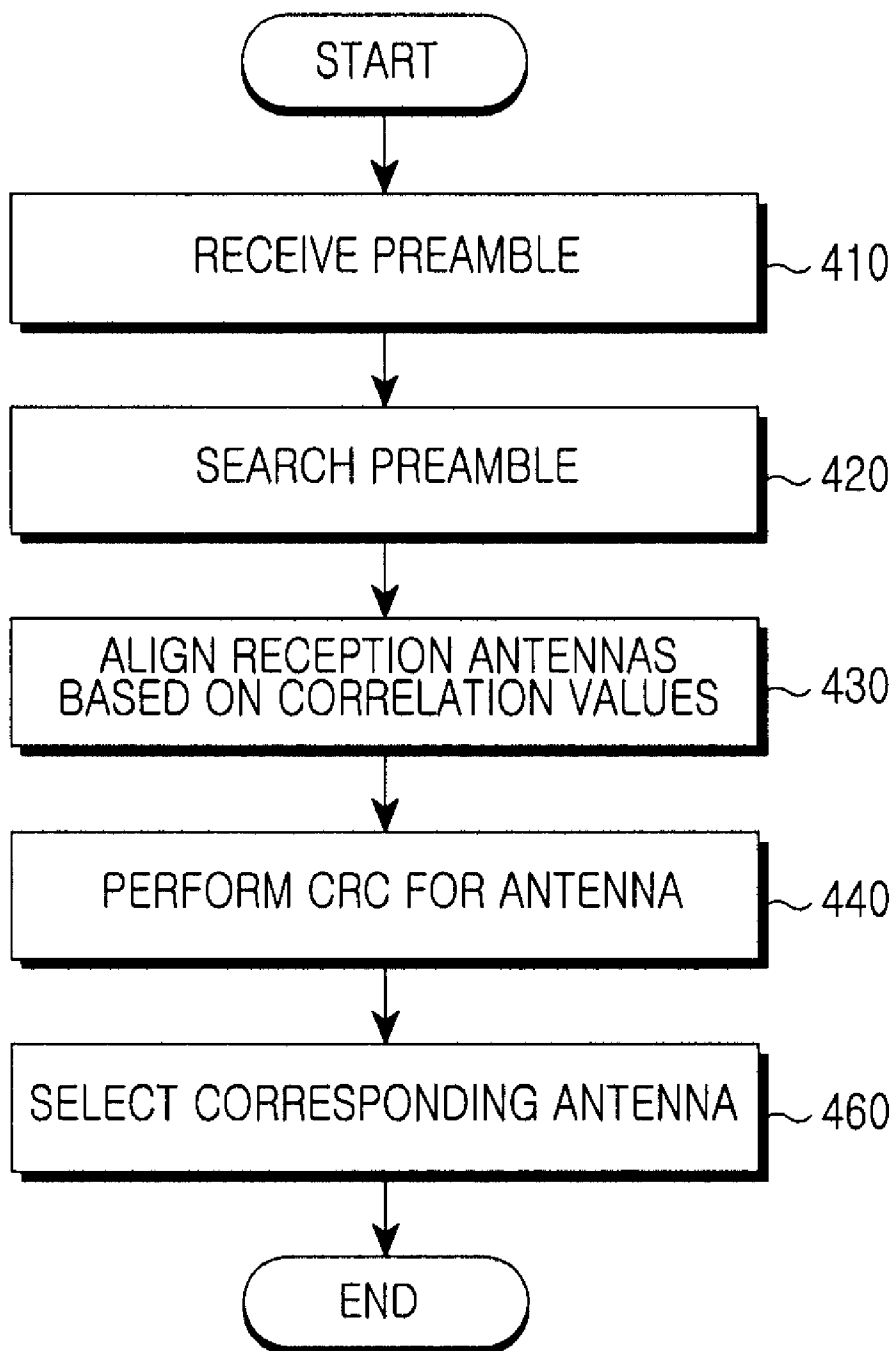 START
RECEIVE PREAMBLE
410
SEARCH PREAMBLE
420
ALIGN RECEPTION ANTENNAS
BASED ON CORRELATION VALUES
430
PERFORM CRC FOR ANTENNA
440
SELECT CORRESPONDING ANTENNA
460
END